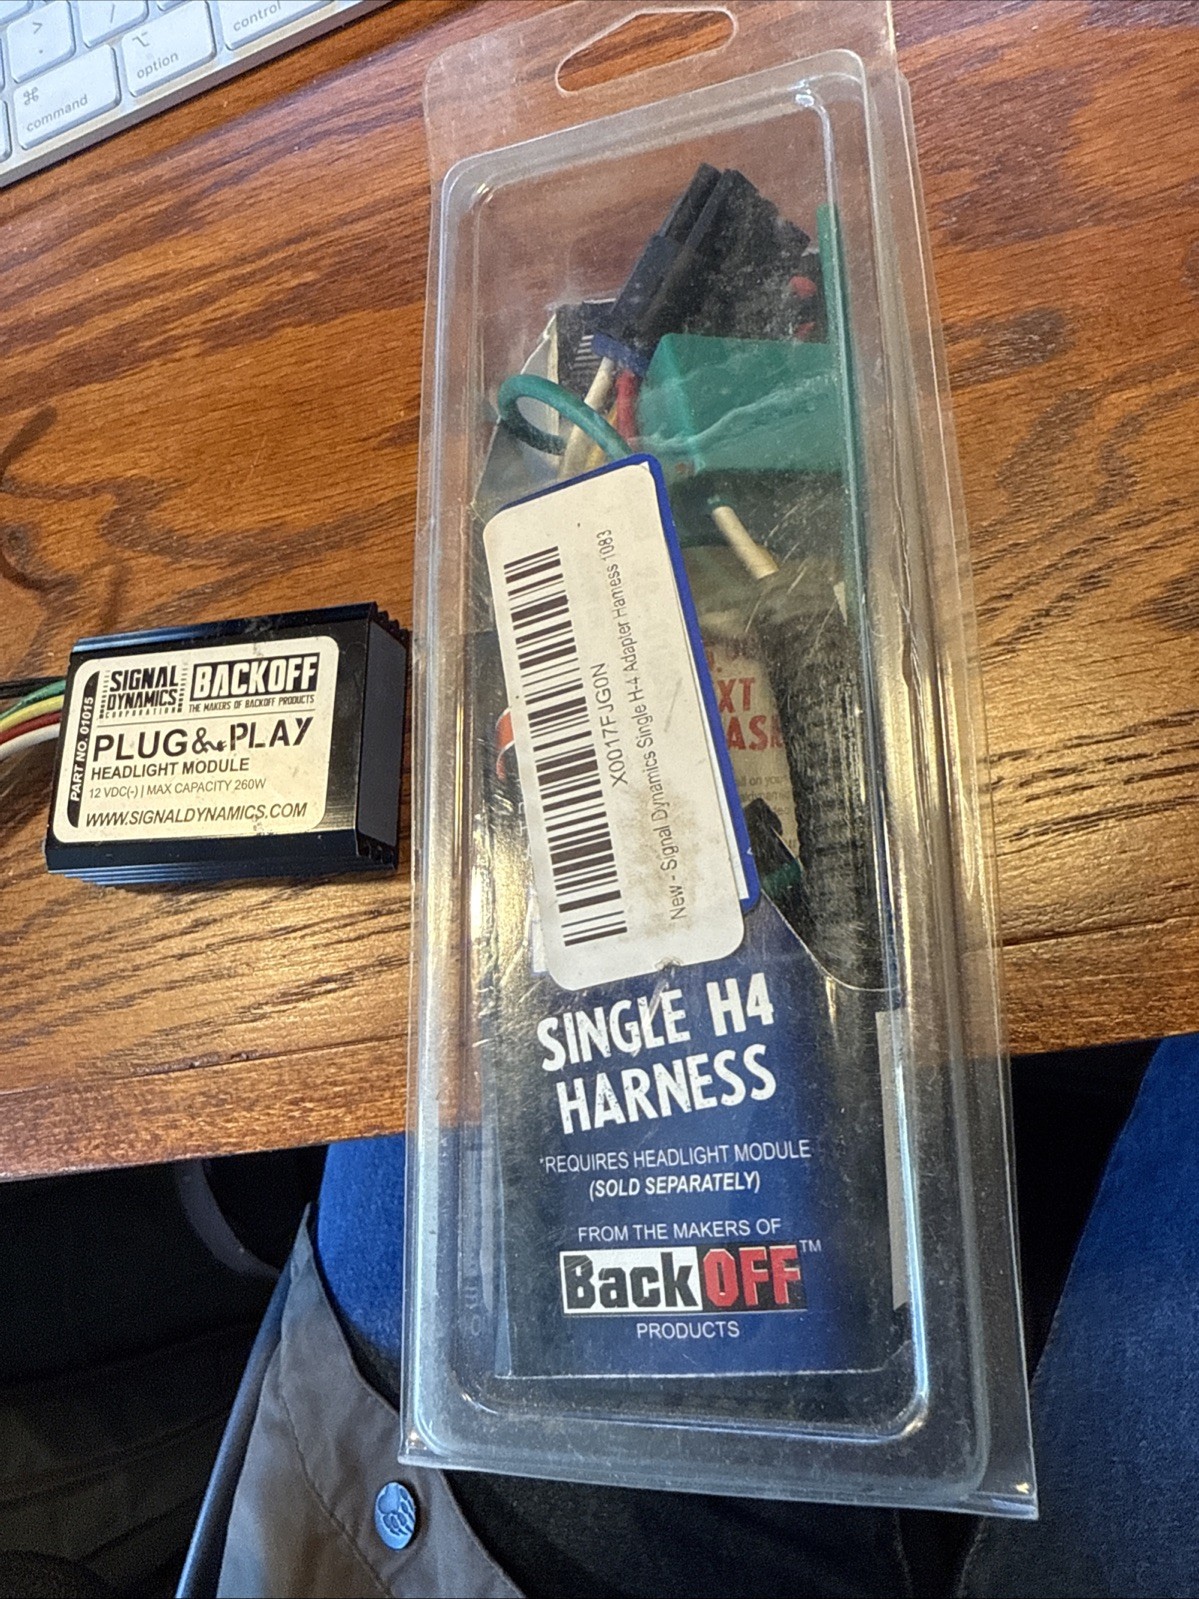 >
.
/
control
⌥
option
⌘
command
SIGNAL
DYNAMICS
CORPORATION
BACKOFF
THE MAKERS OF BACKOFF PRODUCTS
PART NO. 01015
PLUG & PLAY
HEADLIGHT MODULE
12 VDC(-) | MAX CAPACITY 260W
WWW.SIGNALDYNAMICS.COM
X0017FJG0N
New - Signal Dynamics Single H-4 Adapter Harness 1083
SINGLE H4
HARNESS
*REQUIRES HEADLIGHT MODULE
(SOLD SEPARATELY)
FROM THE MAKERS OF
BackOFF™
PRODUCTS